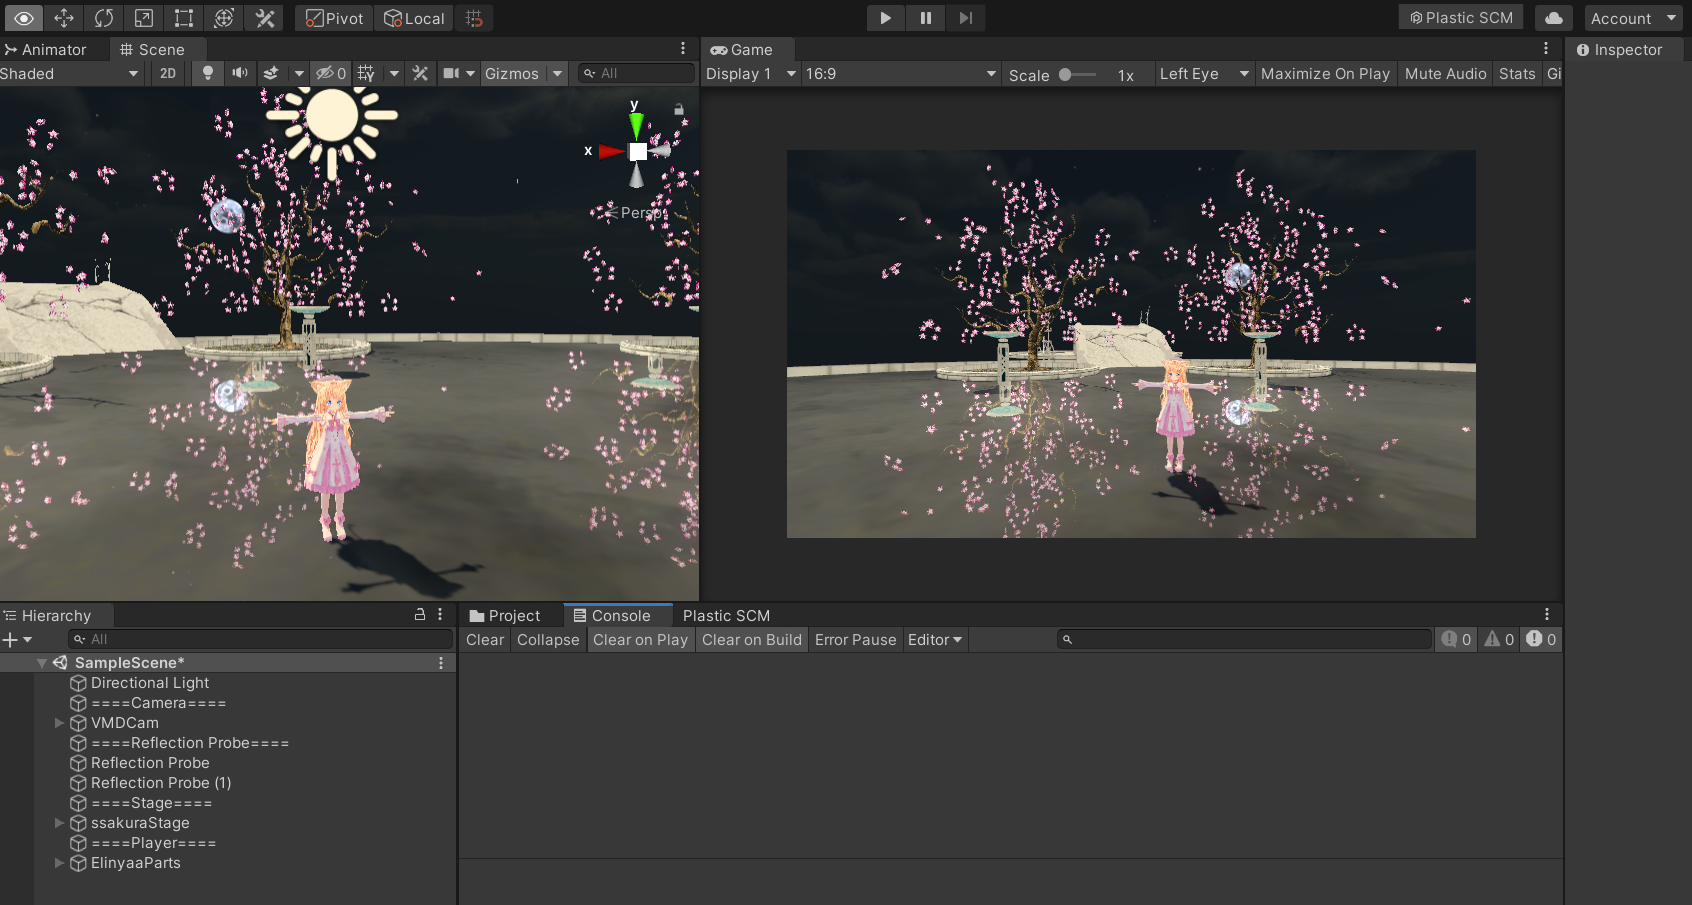 Pivot Local Plastic SCM Account
Animator Scene Game Inspector
Shaded 2D 0 Gizmos All Display 1 16:9 Scale 1x Left Eye Maximize On Play Mute Audio Stats Gi
y
x
Persp
Hierarchy Project Console Plastic SCM
All Clear Collapse Clear on Play Clear on Build Error Pause Editor 0 0 0
SampleScene*
Directional Light
====Camera====
VMDCam
====Reflection Probe====
Reflection Probe
Reflection Probe (1)
====Stage====
ssakuraStage
====Player====
ElinyaaParts